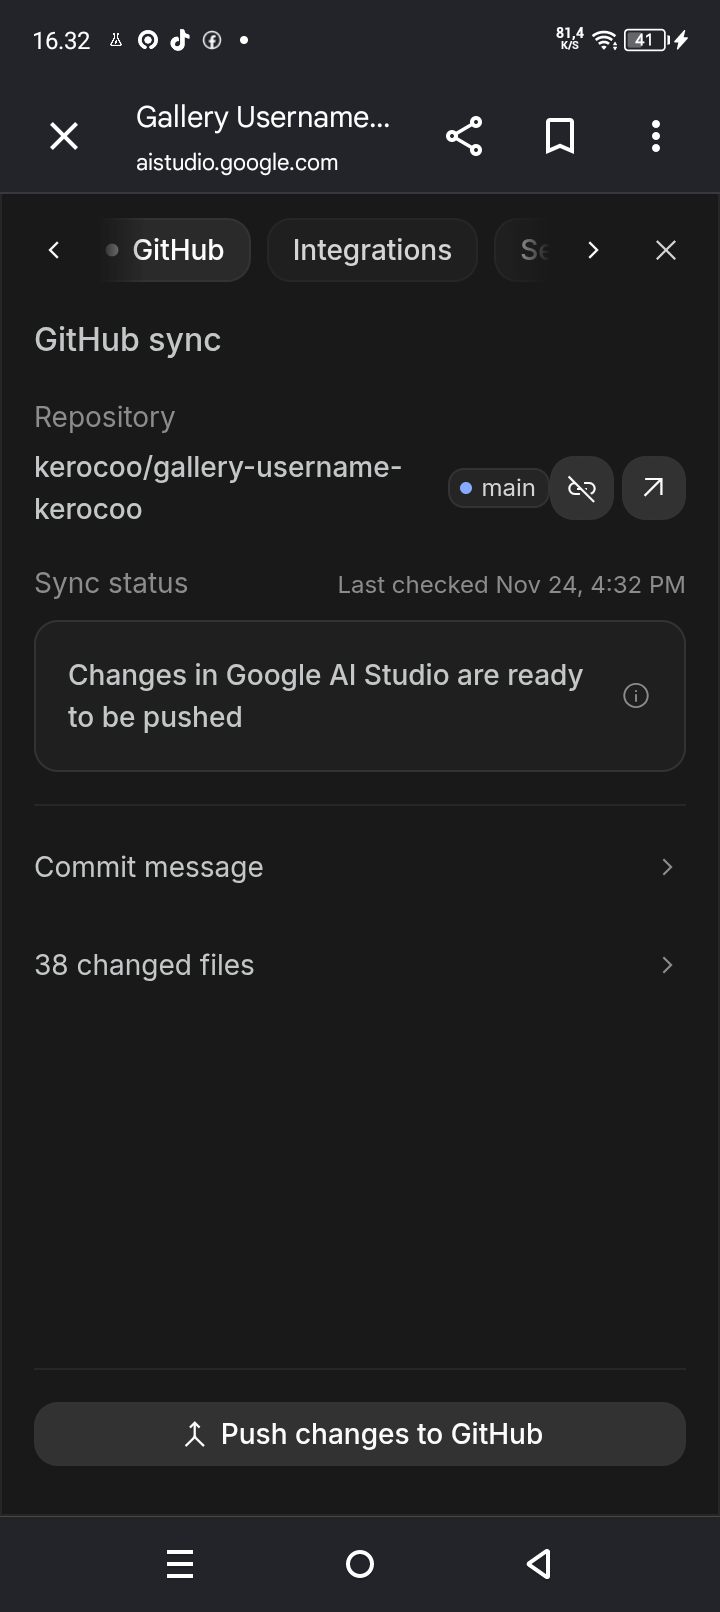 16.32
81,4
K/S
41
Gallery Username...
aistudio.google.com
GitHub
Integrations
Se
GitHub sync
Repository
kerocoo/gallery-username-
kerocoo
main
Sync status
Last checked Nov 24, 4:32 PM
Changes in Google AI Studio are ready
to be pushed
Commit message
38 changed files
Push changes to GitHub